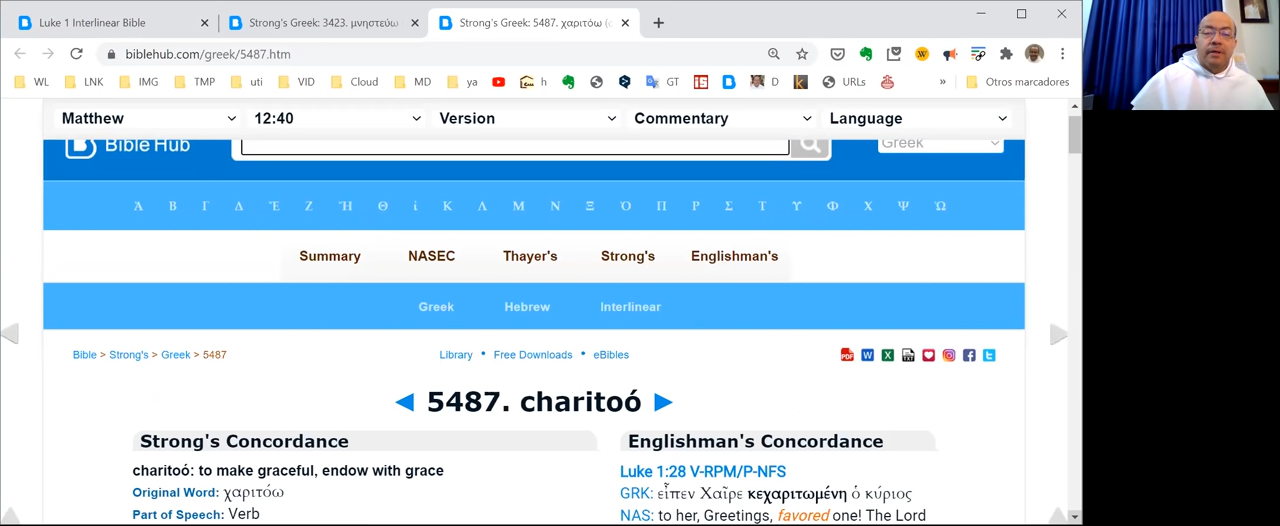 Luke 1 Interlinear Bible
Strong's Greek: 3423. μνηστεύω
Strong's Greek: 5487. χαριτόω (
biblehub.com/greek/5487.htm
WL LNK IMG TMP uti VID Cloud MD ya h GT D URLs » Otros marcadores
Matthew 12:40 Version Commentary Language
Bible Hub
Greek
Ἀ Β Γ Δ Ἐ Ζ Ἡ Θ ἰ Κ Λ Μ Ν Ξ Ὀ Π Ρ Σ Τ Υ Φ Χ Ψ Ὠ
Summary NASEC Thayer's Strong's Englishman's
Greek Hebrew Interlinear
Bible > Strong's > Greek > 5487
Library • Free Downloads • eBibles
◄ 5487. charitoó ►
Strong's Concordance
charitoó: to make graceful, endow with grace
Original Word: χαριτόω
Part of Speech: Verb
Englishman's Concordance
Luke 1:28 V-RPM/P-NFS
GRK: εἶπεν Χαῖρε κεχαριτωμένη ὁ κύριος
NAS: to her, Greetings, favored one! The Lord